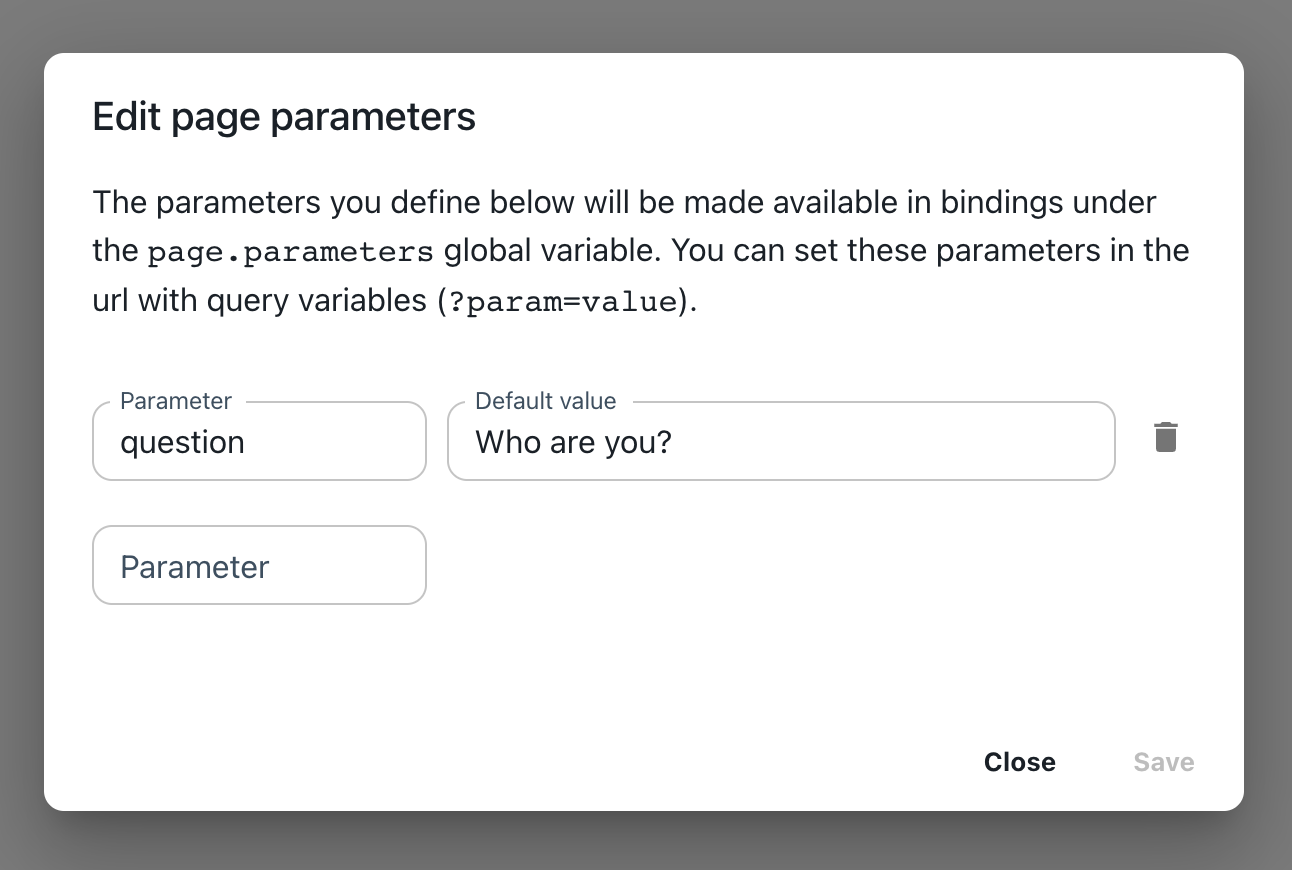 Edit page parameters
The parameters you define below will be made available in bindings under
the page.parameters global variable. You can set these parameters in the
url with query variables (?param=value).
Parameter
Default value
question
Who are you?
Parameter
Close
Save